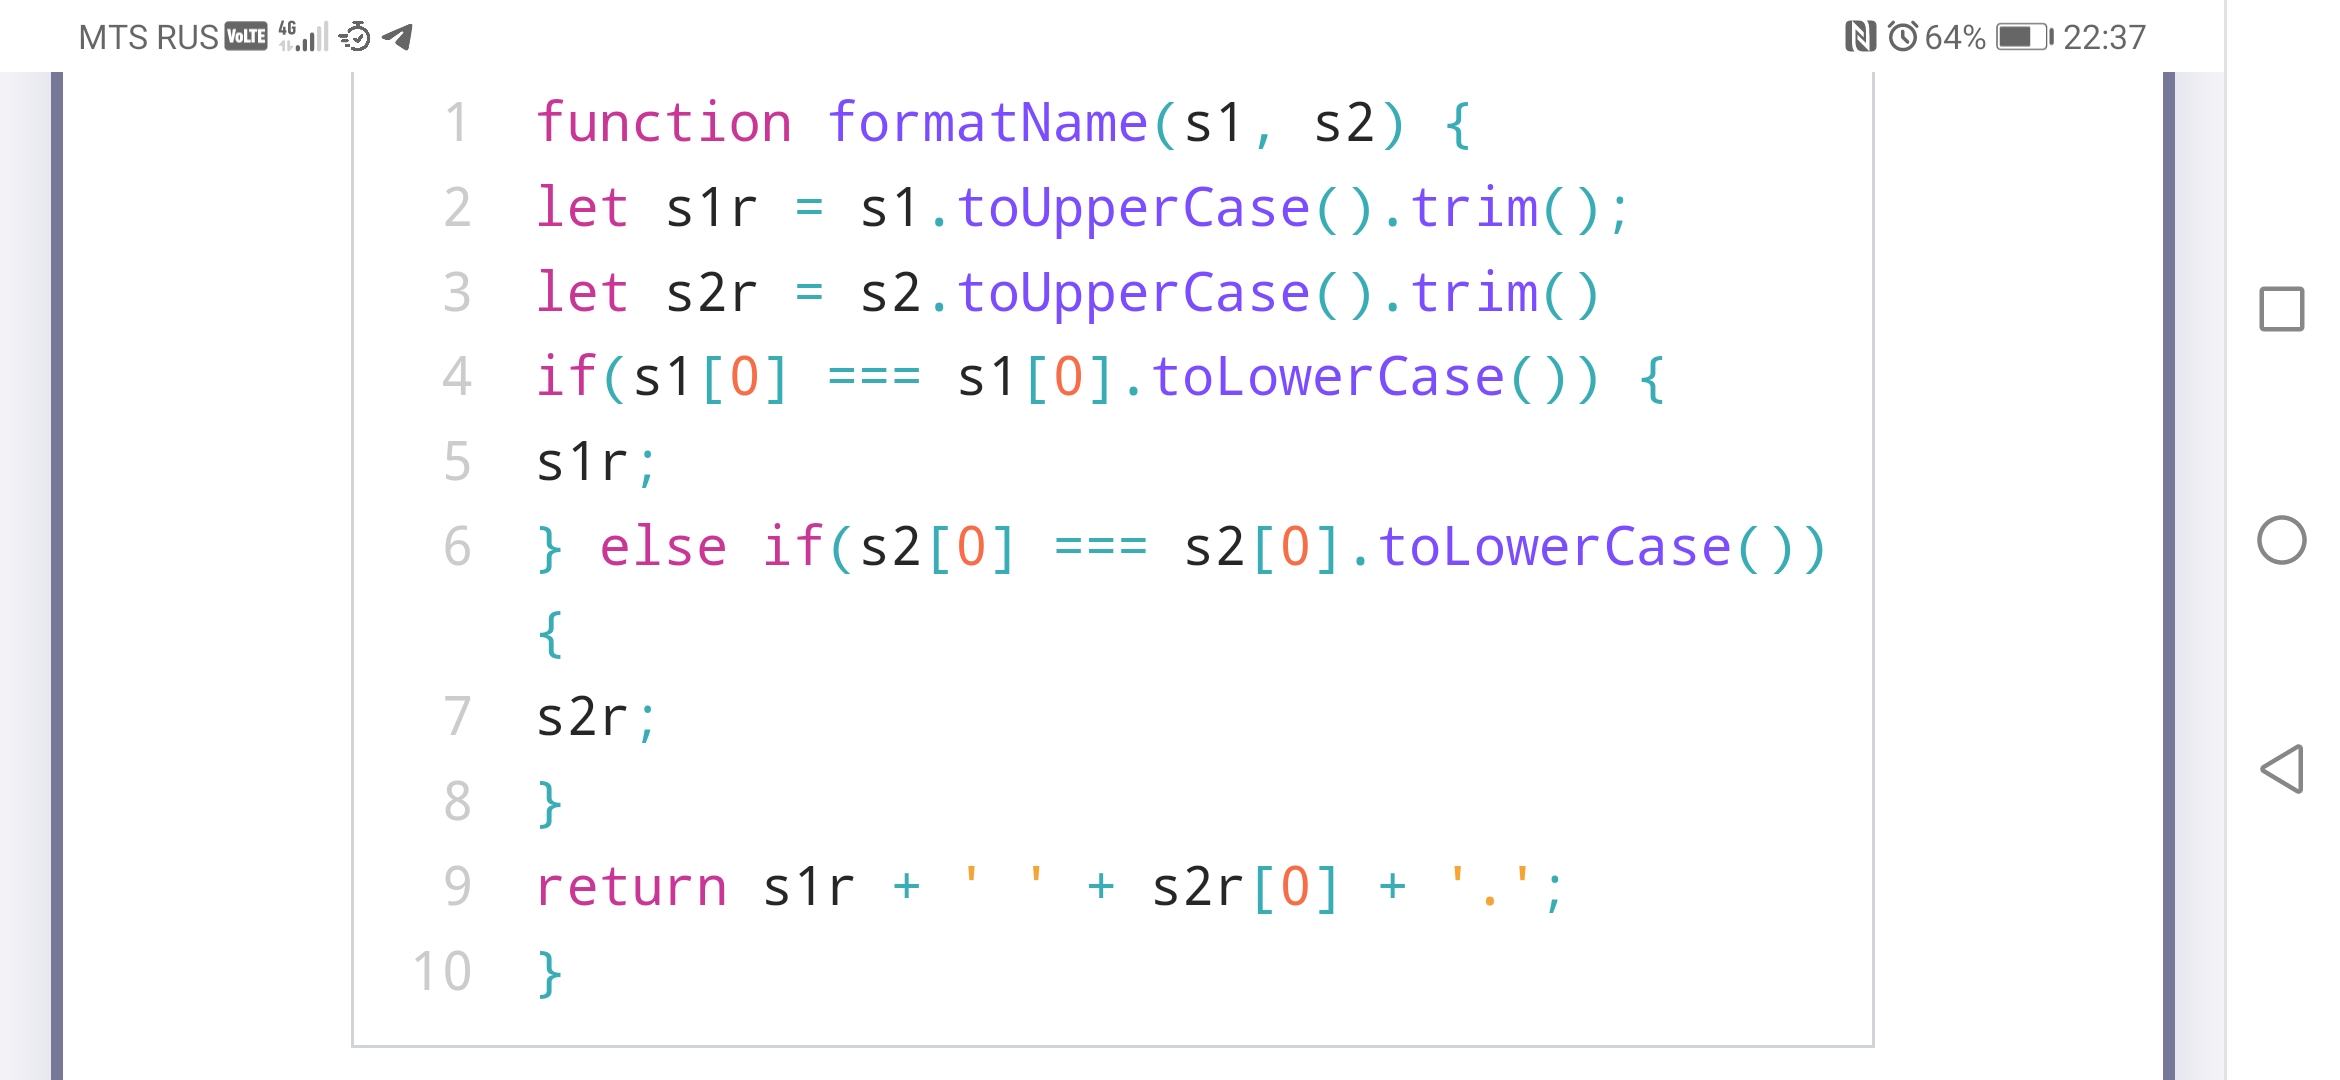 MTS RUS VoLTE 4G 64% 22:37
1 function formatName(s1, s2) {
2 let s1r = s1.toUpperCase().trim();
3 let s2r = s2.toUpperCase().trim()
4 if(s1[0] === s1[0].toLowerCase()) {
5 s1r;
6 } else if(s2[0] === s2[0].toLowerCase())
{
7 s2r;
8 }
9 return s1r + ' ' + s2r[0] + '.';
10 }